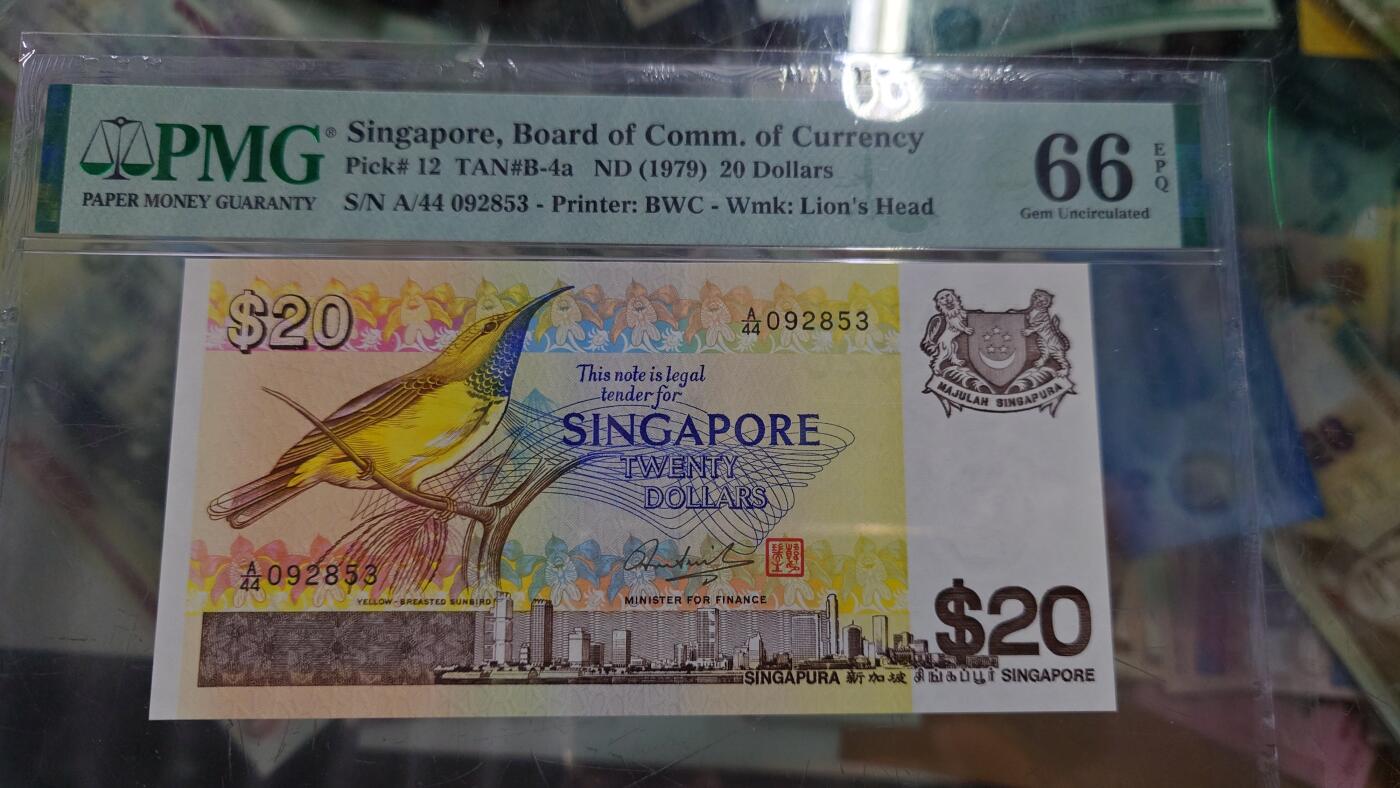 PMG®
PAPER MONEY GUARANTY
Singapore, Board of Comm. of Currency
Pick# 12 TAN#B-4a ND (1979) 20 Dollars
S/N A/44 092853 - Printer: BWC - Wmk: Lion's Head
66
EPQ
Gem Uncirculated
$20
A/44 092853
This note is legal
tender for
SINGAPORE
TWENTY
DOLLARS
MAJULAH SINGAPURA
A/44 092853
YELLOW-BREASTED SUNBIRD
MINISTER FOR FINANCE
$20
SINGAPURA 新加坡 சிங்கப்பூர் SINGAPORE